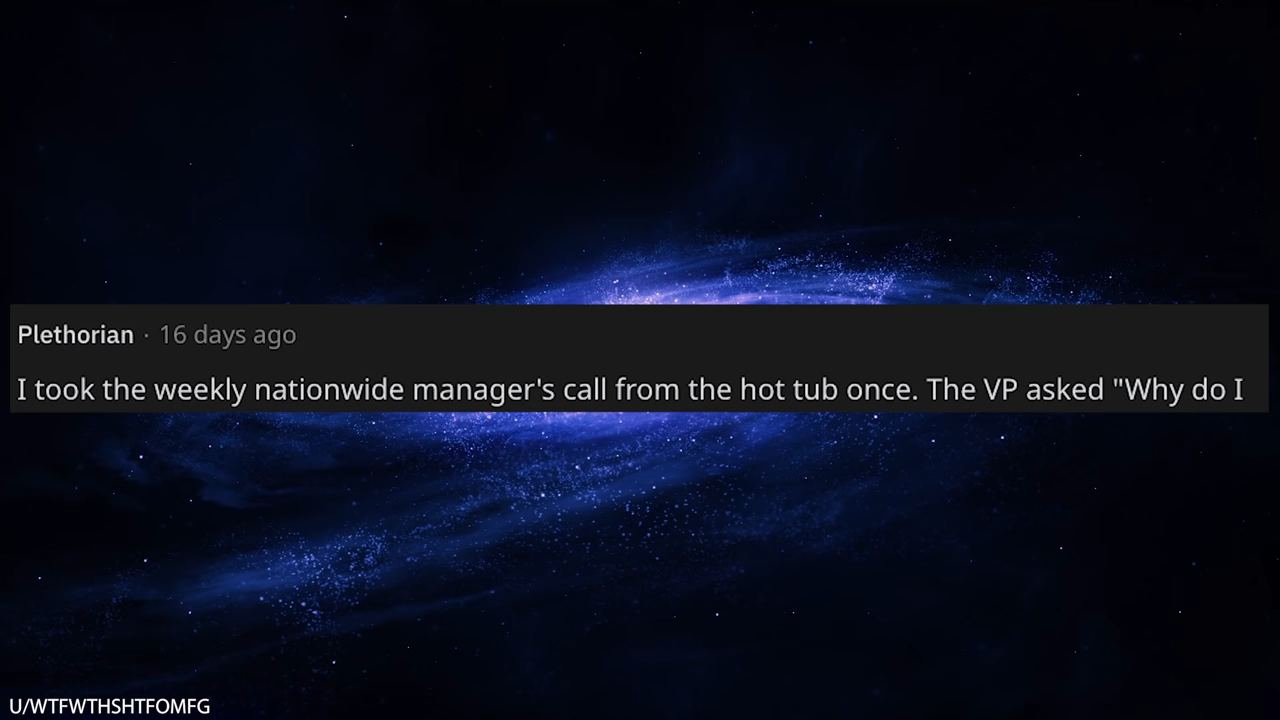 Plethorian · 16 days ago
I took the weekly nationwide manager's call from the hot tub once. The VP asked "Why do I
U/WTFWTHSHTFOMFG